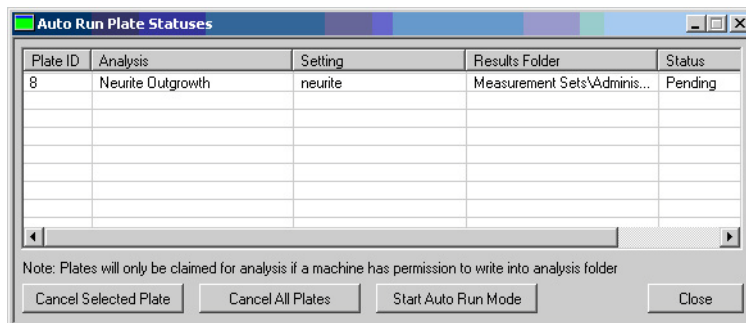 Auto Run Plate Statuses
Plate ID Analysis Setting Results Folder Status
8 Neurite Outgrowth neurite Measurement Sets\Adminis... Pending
Note: Plates will only be claimed for analysis if a machine has permission to write into analysis folder
Cancel Selected Plate Cancel All Plates Start Auto Run Mode Close